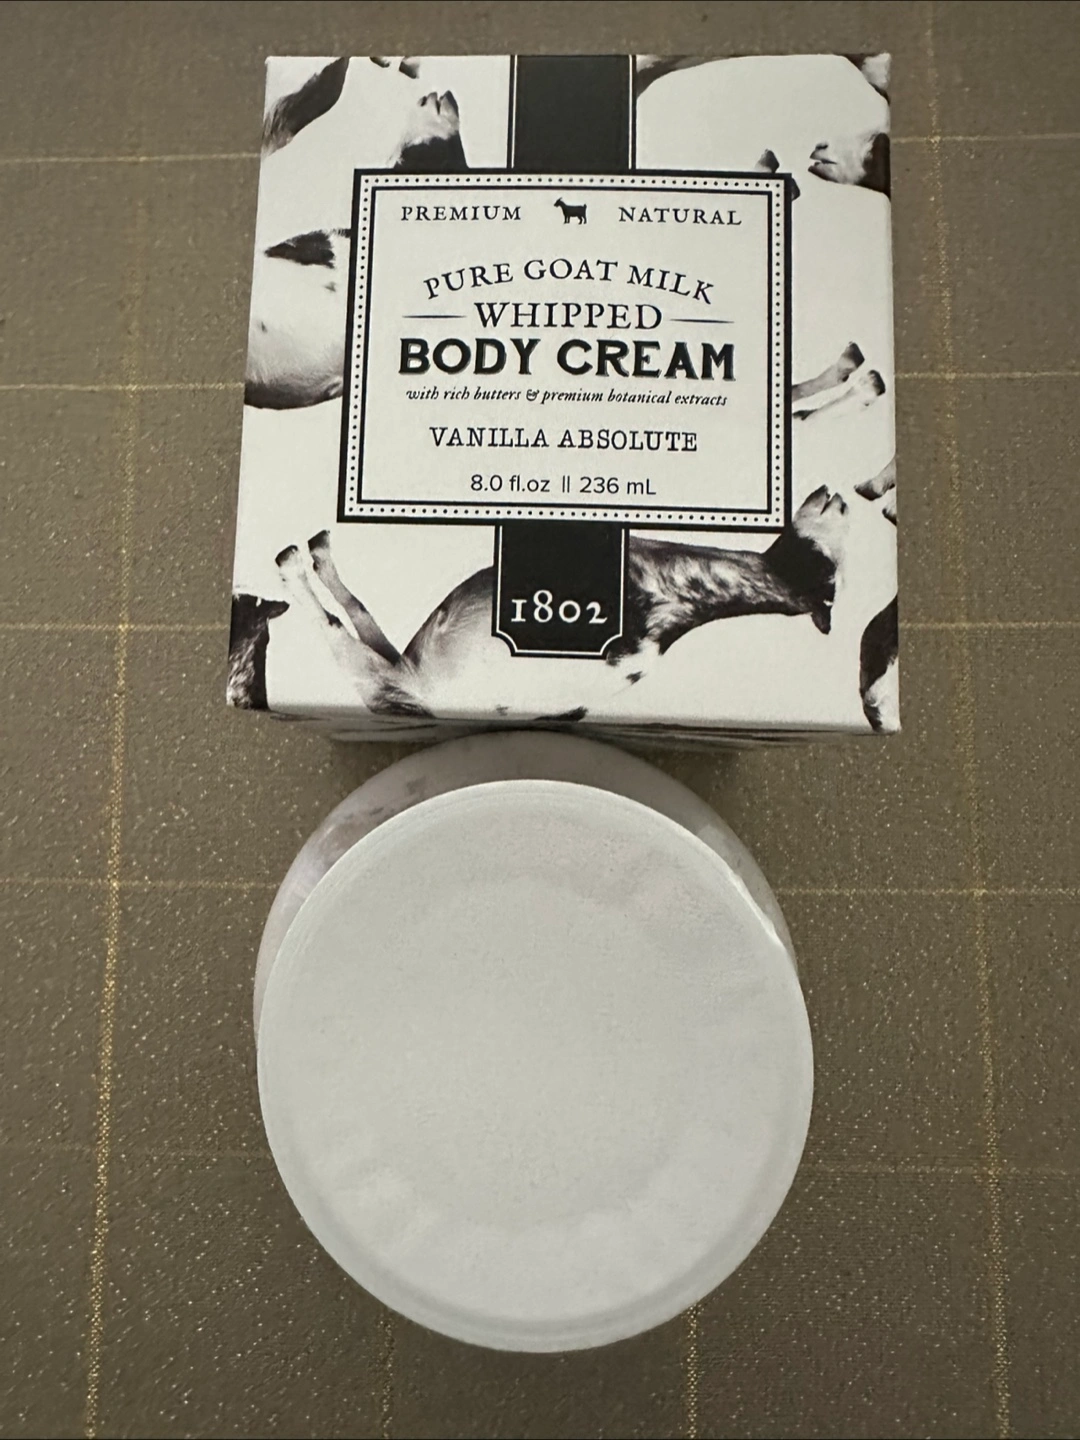 PREMIUM NATURAL
PURE GOAT MILK
WHIPPED
BODY CREAM
with rich butters & premium botanical extracts
VANILLA ABSOLUTE
8.0 fl.oz || 236 mL
1802